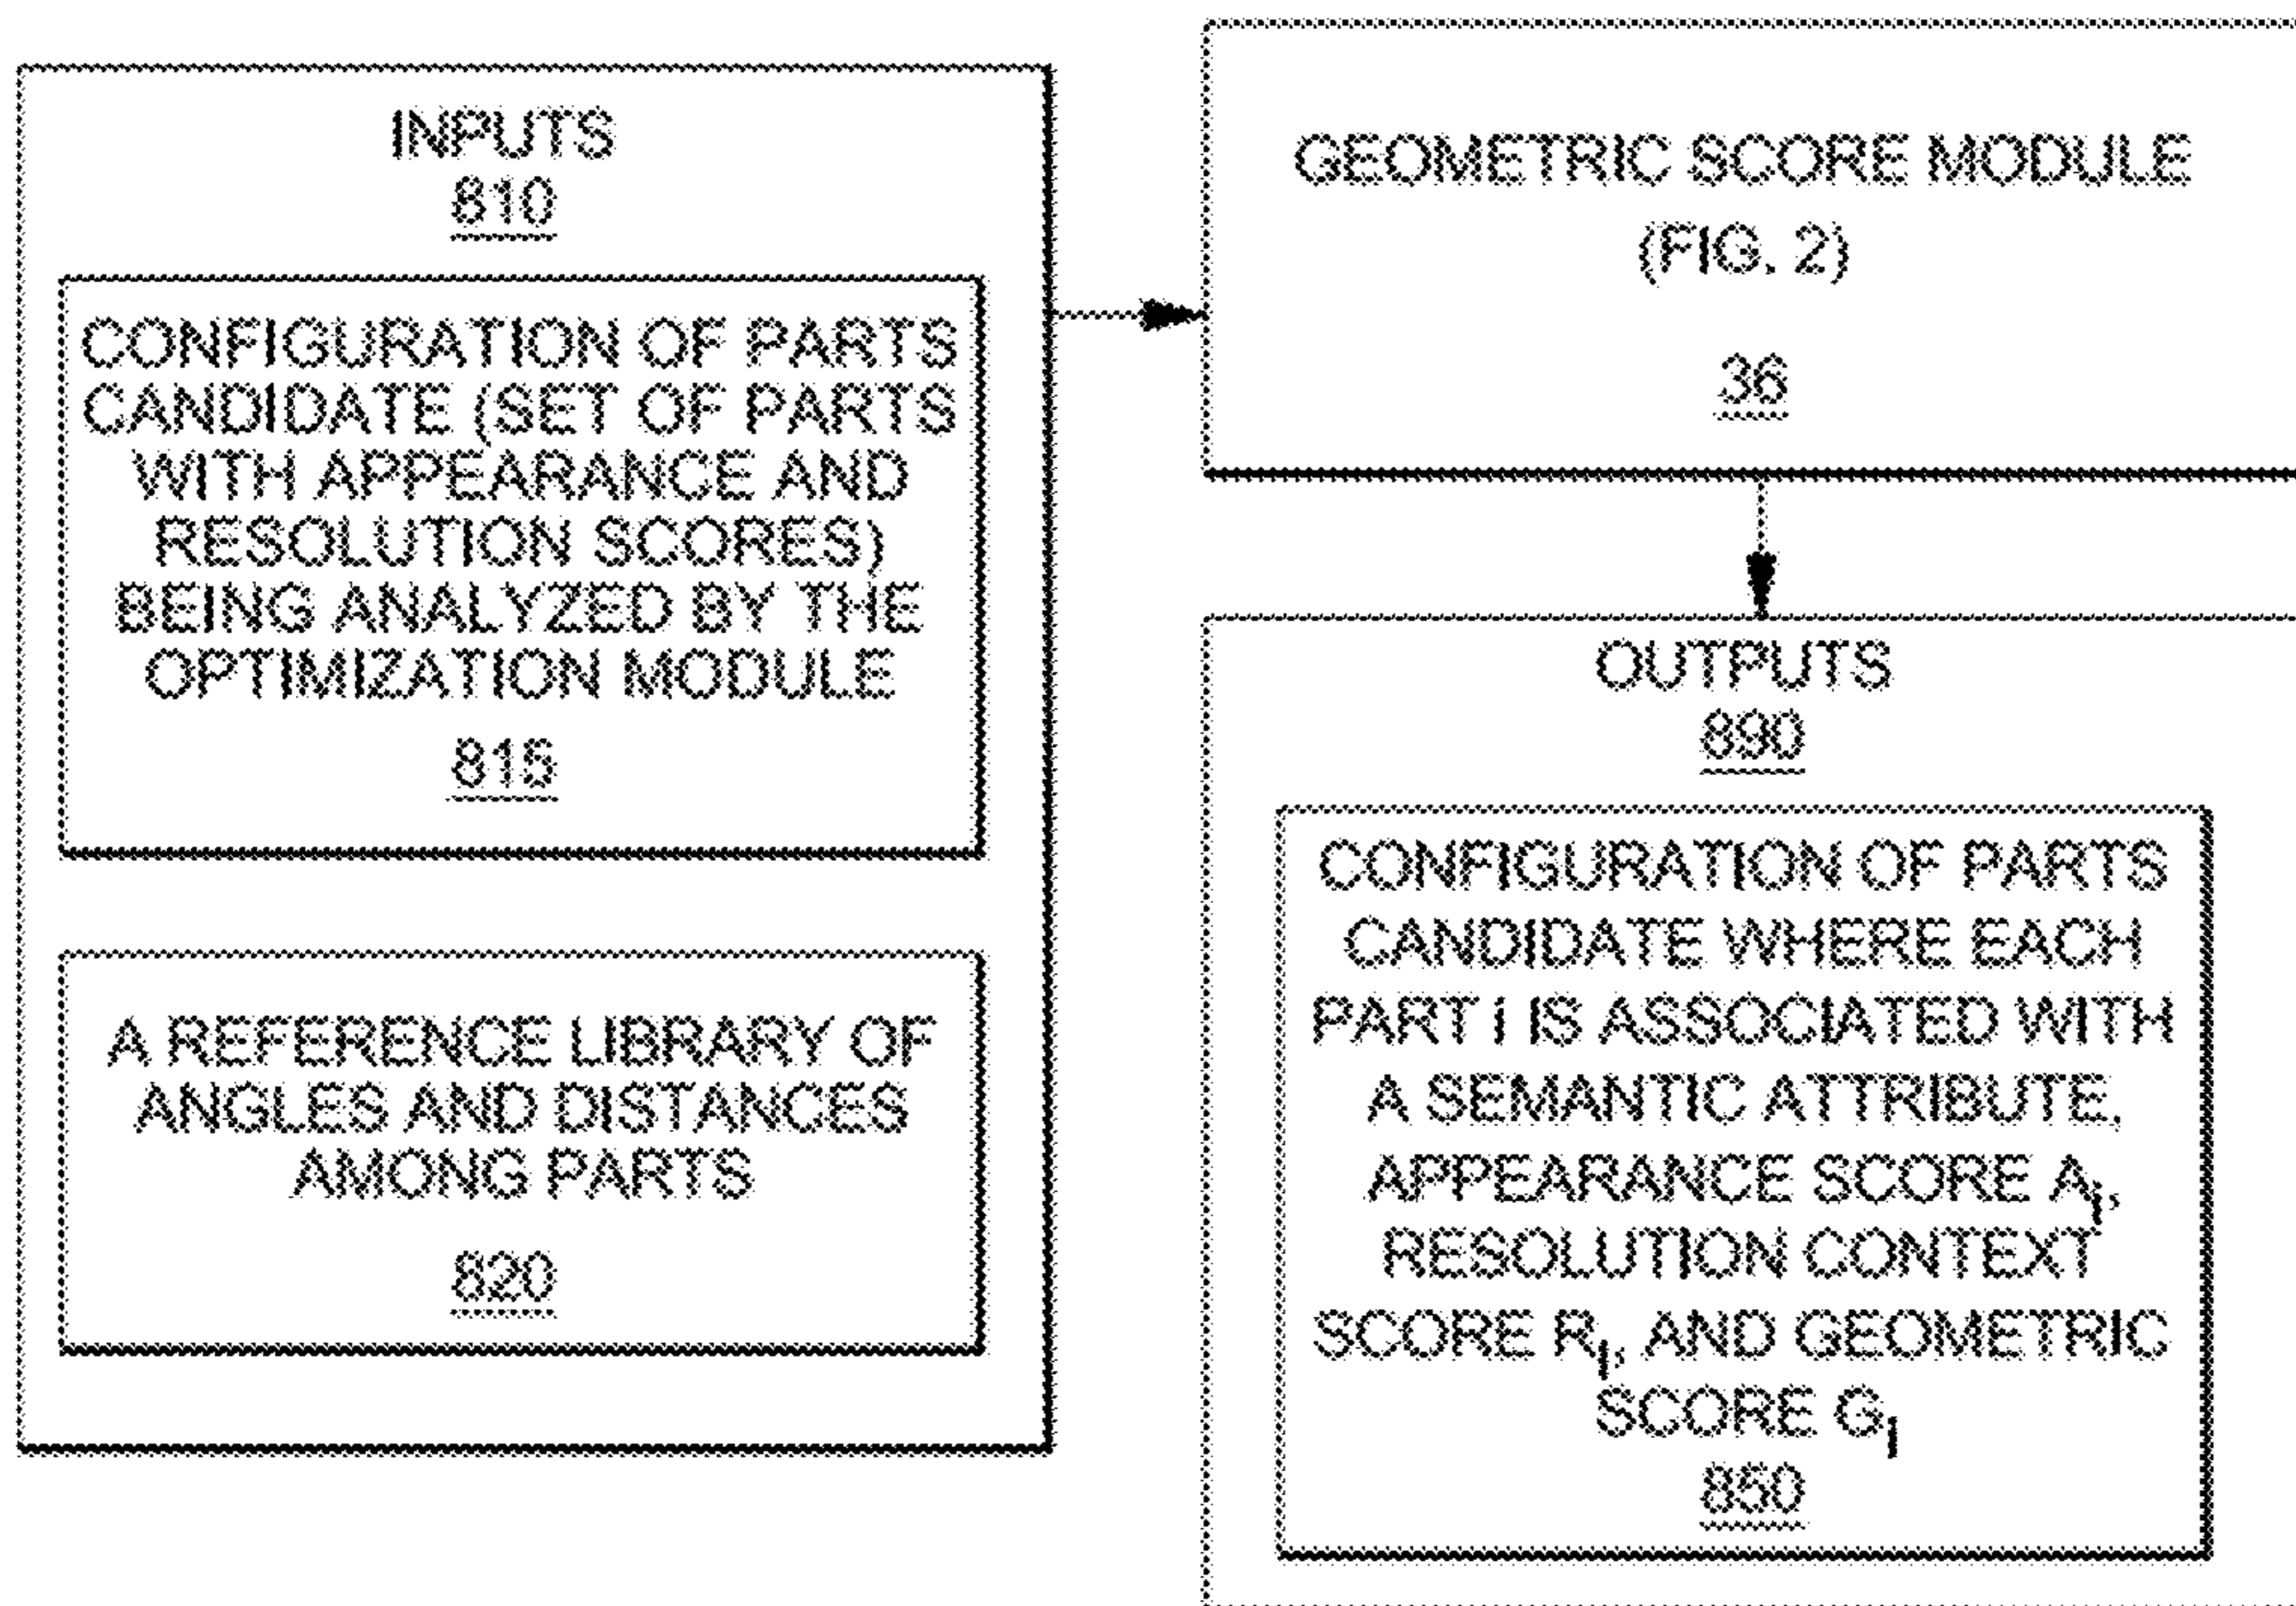 INPUTS
810
CONFIGURATION OF PARTS
CANDIDATE (SET OF PARTS
WITH APPEARANCE AND
RESOLUTION SCORES)
BEING ANALYZED BY THE
OPTIMIZATION MODULE
815
A REFERENCE LIBRARY OF
ANGLES AND DISTANCES
AMONG PARTS
820
GEOMETRIC SCORE MODULE
(FIG. 2)
36
OUTPUTS
890
CONFIGURATION OF PARTS
CANDIDATE WHERE EACH
PART i IS ASSOCIATED WITH
A SEMANTIC ATTRIBUTE,
APPEARANCE SCORE Ai,
RESOLUTION CONTEXT
SCORE Ri, AND GEOMETRIC
SCORE Gi
850